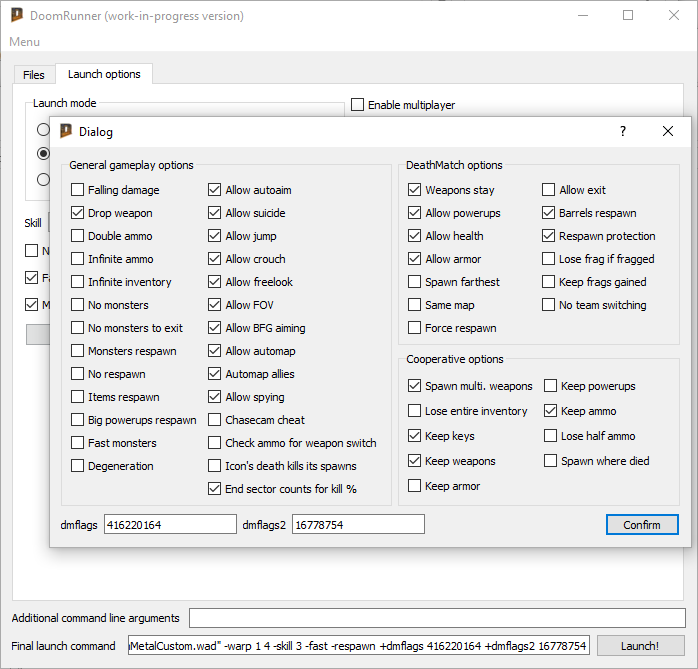 DoomRunner (work-in-progress version)
Menu
Files
Launch options
Launch mode
Enable multiplayer
Dialog
?
General gameplay options
Falling damage
Drop weapon
Double ammo
Infinite ammo
Infinite inventory
No monsters
No monsters to exit
Monsters respawn
No respawn
Items respawn
Big powerups respawn
Fast monsters
Degeneration
Allow autoaim
Allow suicide
Allow jump
Allow crouch
Allow freelook
Allow FOV
Allow BFG aiming
Allow automap
Automap allies
Allow spying
Chasecam cheat
Check ammo for weapon switch
Icon's death kills its spawns
End sector counts for kill %
DeathMatch options
Weapons stay
Allow powerups
Allow health
Allow armor
Spawn farthest
Same map
Force respawn
Allow exit
Barrels respawn
Respawn protection
Lose frag if fragged
Keep frags gained
No team switching
Cooperative options
Spawn multi. weapons
Lose entire inventory
Keep keys
Keep weapons
Keep armor
Keep powerups
Keep ammo
Lose half ammo
Spawn where died
dmflags 416220164 dmflags2 16778754
Confirm
Skill
N
Fa
M
Additional command line arguments
Final launch command MetalCustom.wad" -warp 1 4 -skill 3 -fast -respawn +dmflags 416220164 +dmflags2 16778754
Launch!